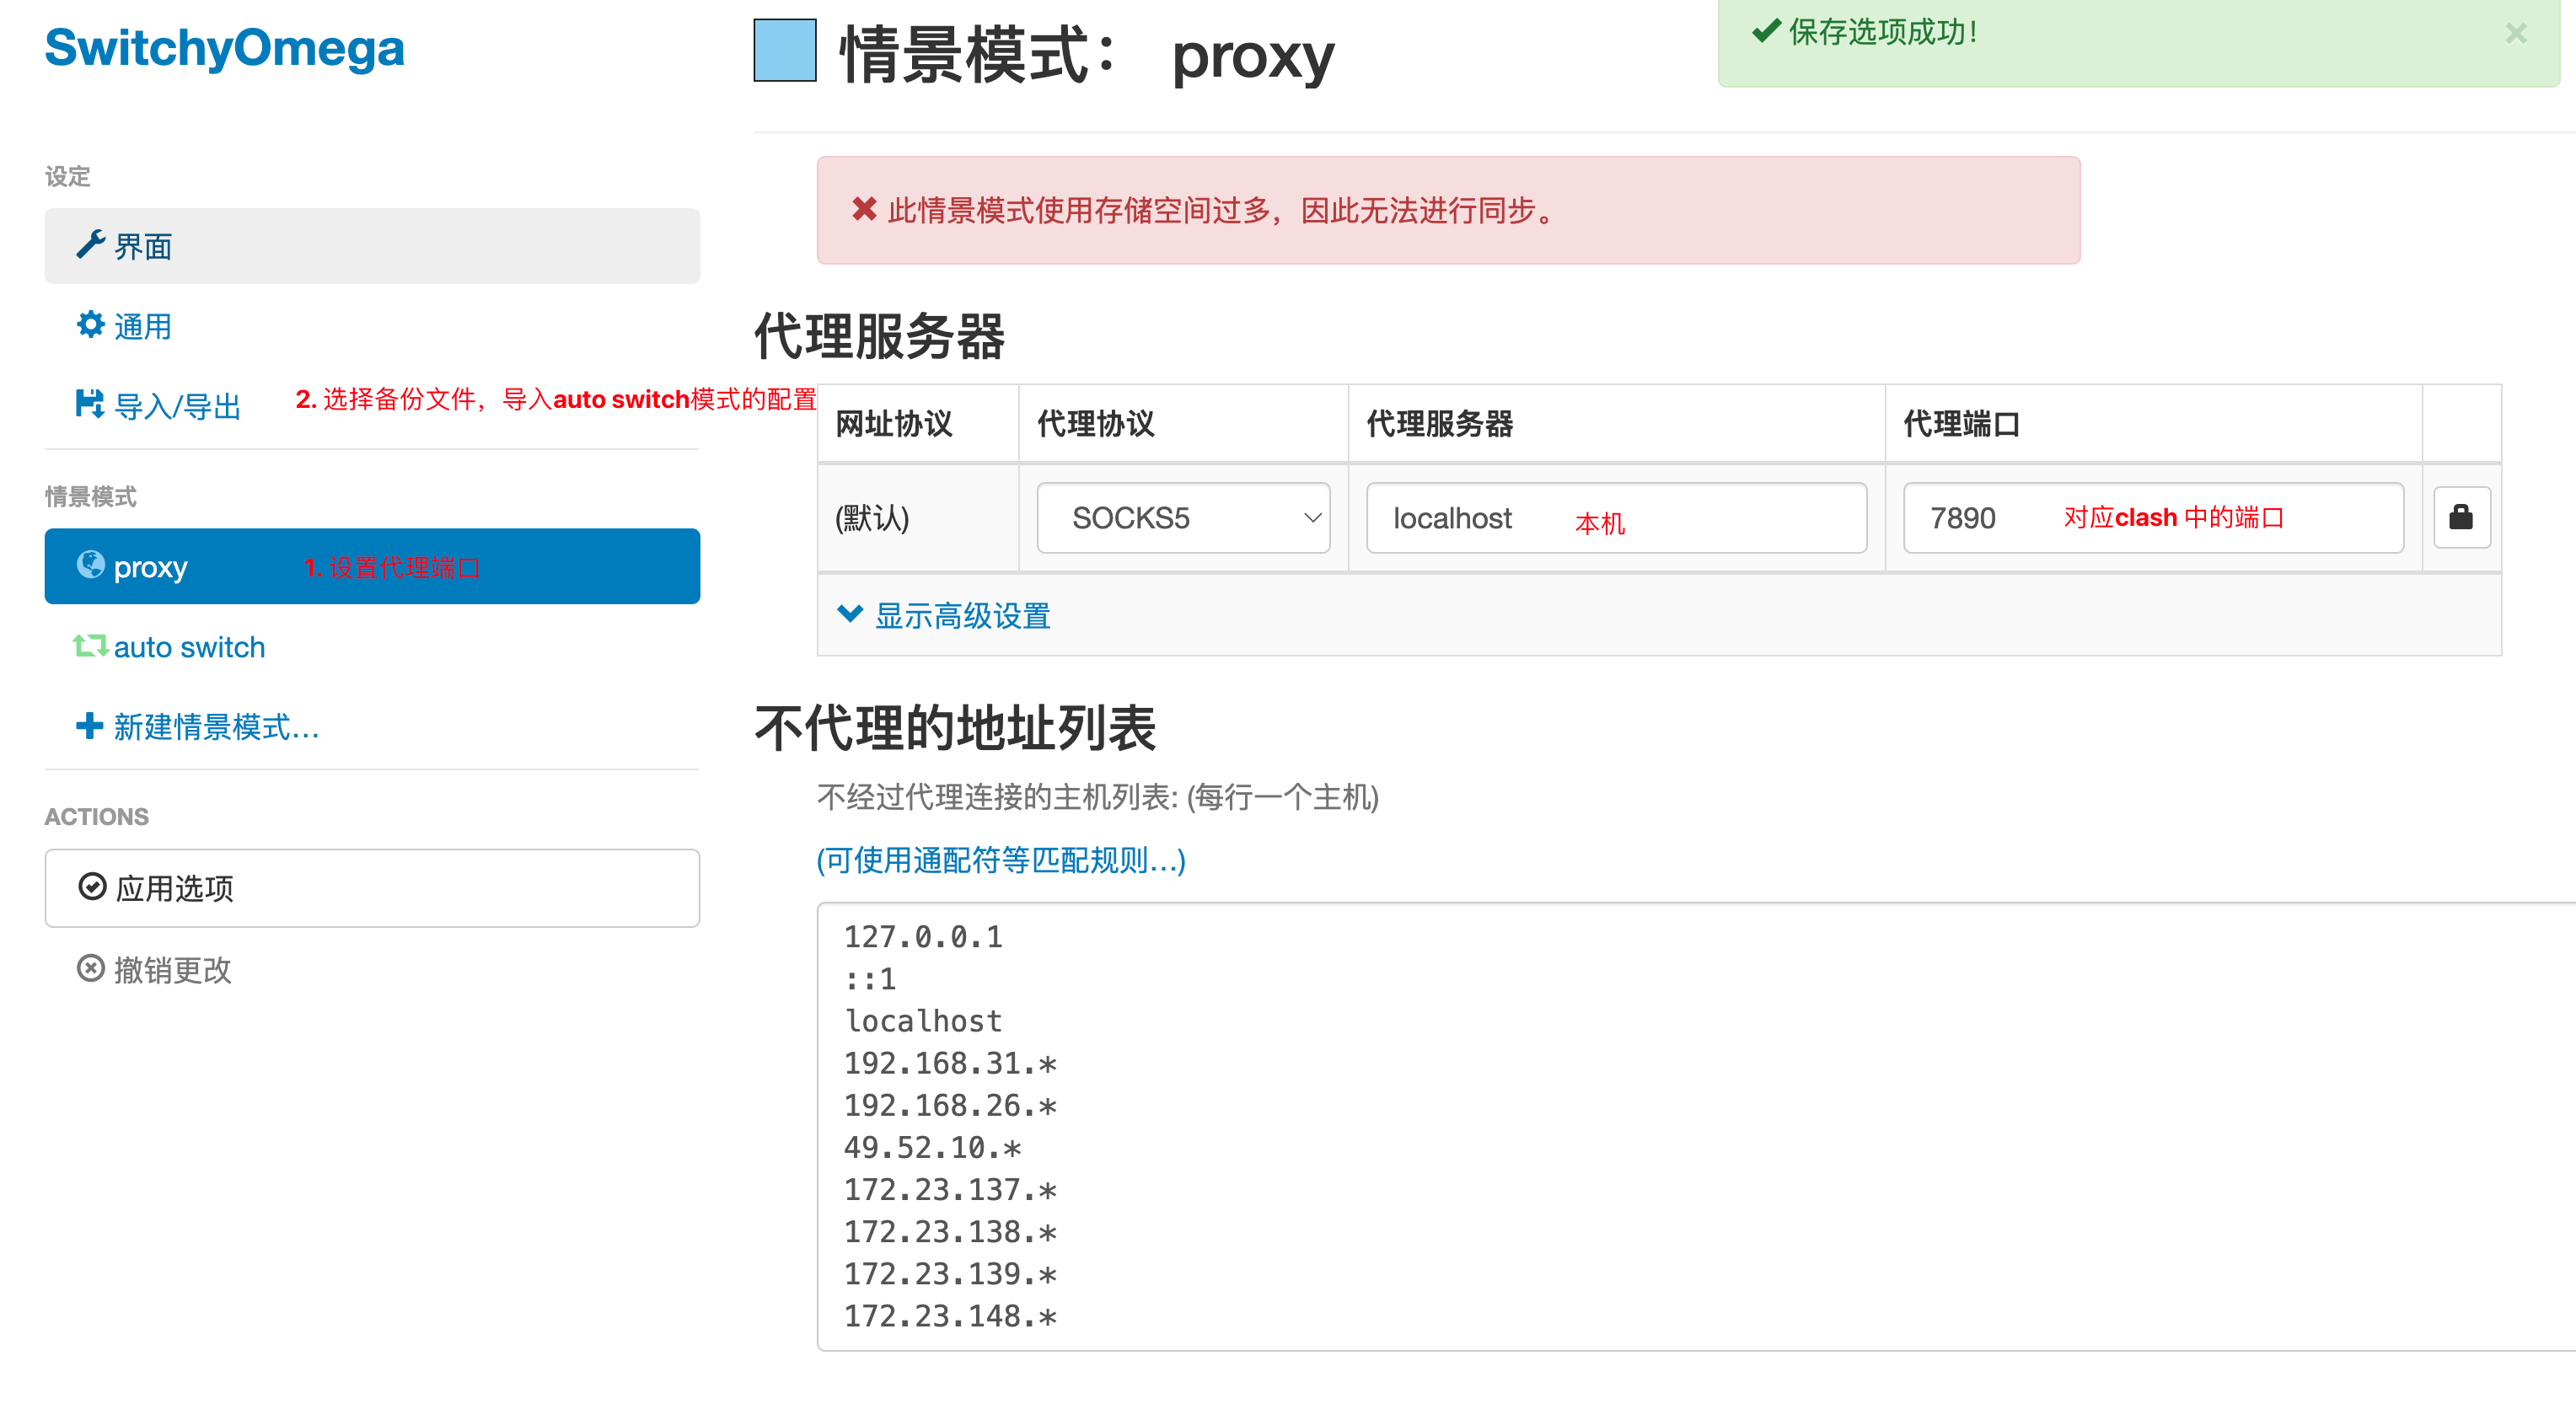 SwitchyOmega
设定
界面
通用
导入/导出
2. 选择备份文件，导入auto switch模式的配置
情景模式
proxy
1. 设置代理端口
auto switch
新建情景模式...
ACTIONS
应用选项
撤销更改
情景模式： proxy
保存选项成功！
×
此情景模式使用存储空间过多，因此无法进行同步。
代理服务器
网址协议 代理协议 代理服务器 代理端口
(默认) SOCKS5 localhost 本机 7890 对应clash 中的端口
显示高级设置
不代理的地址列表
不经过代理连接的主机列表: (每行一个主机)
(可使用通配符等匹配规则...)
127.0.0.1
::1
localhost
192.168.31.*
192.168.26.*
49.52.10.*
172.23.137.*
172.23.138.*
172.23.139.*
172.23.148.*